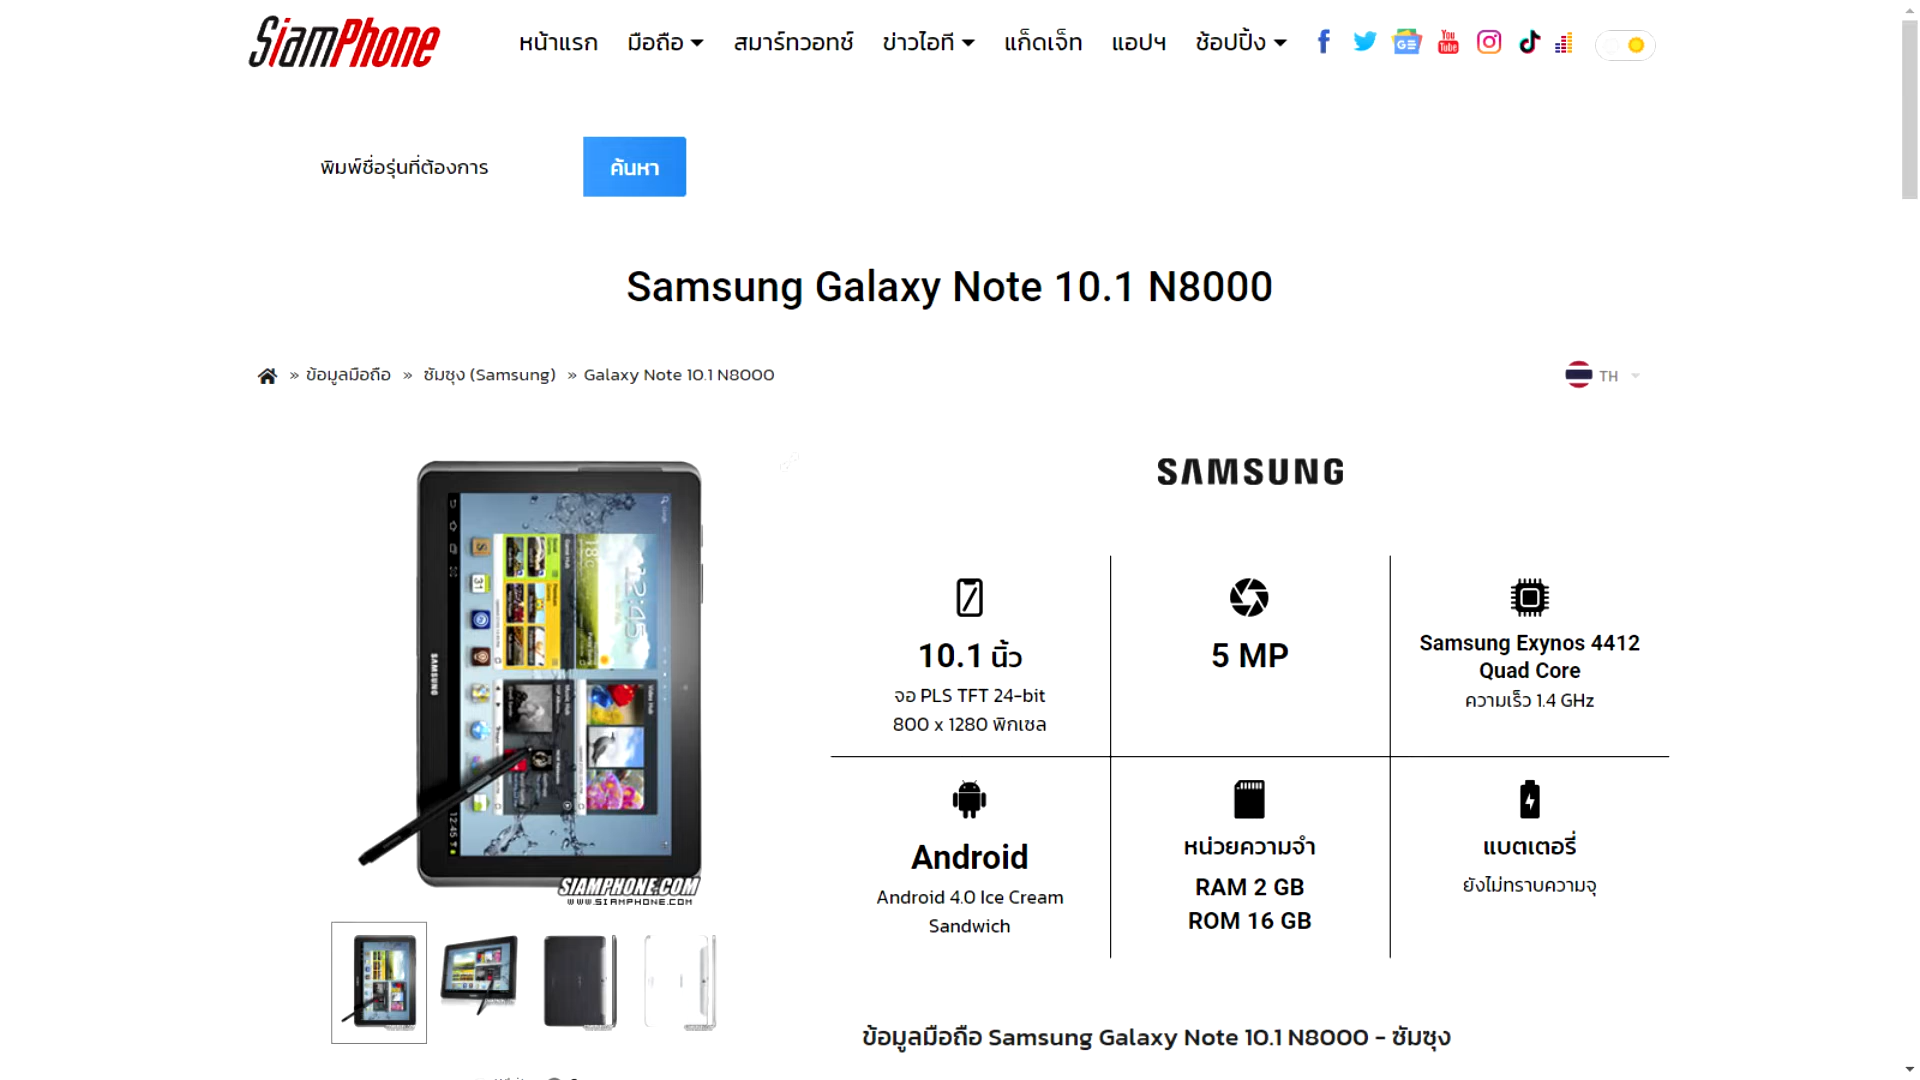 SiamPhone
หน้าแรก มือถือ สมาร์ทวอทช์ ข่าวไอที แก็ดเจ็ท แอปฯ ช้อปปิ้ง
พิมพ์ชื่อรุ่นที่ต้องการ
ค้นหา
Samsung Galaxy Note 10.1 N8000
» ข้อมูลมือถือ » ซัมซุง (Samsung) » Galaxy Note 10.1 N8000
TH
SAMSUNG
10.1 นิ้ว
จอ PLS TFT 24-bit
800 x 1280 พิกเซล
5 MP
Samsung Exynos 4412
Quad Core
ความเร็ว 1.4 GHz
Android
Android 4.0 Ice Cream
Sandwich
หน่วยความจำ
RAM 2 GB
ROM 16 GB
แบตเตอรี่
ยังไม่ทราบความจุ
SAMSUNG
12:45
SIAMPHONE.COM
WWW.SIAMPHONE.COM
ข้อมูลมือถือ Samsung Galaxy Note 10.1 N8000 - ซัมซุง